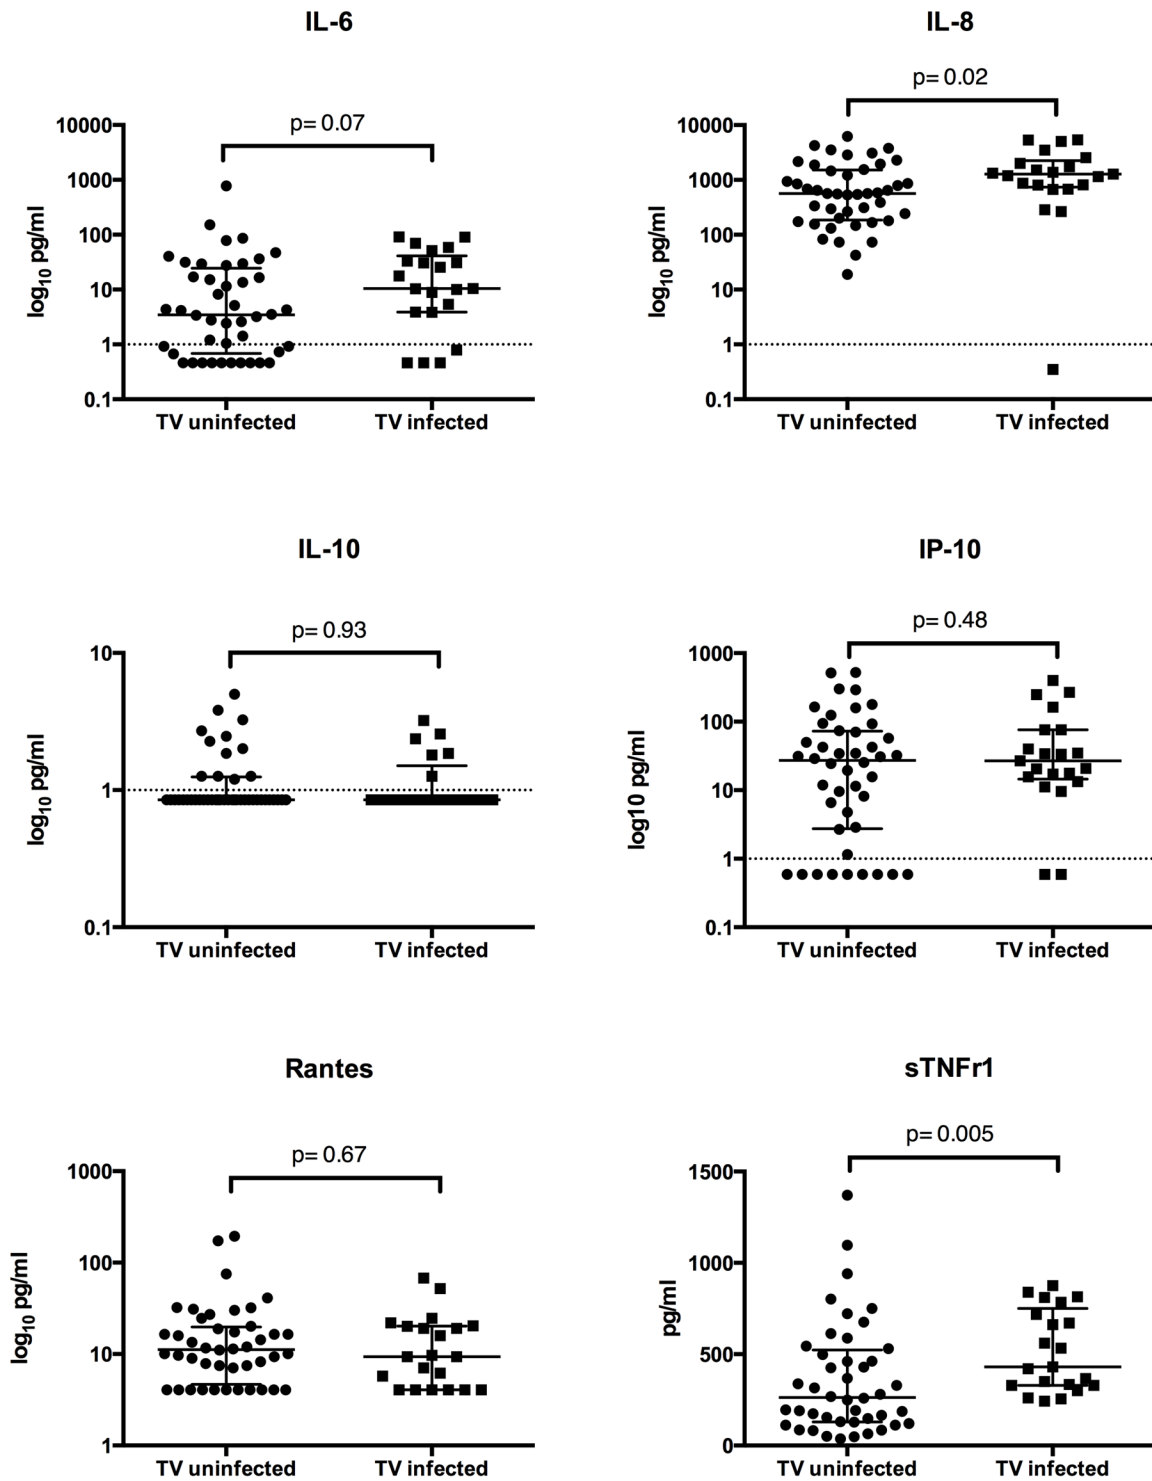 IL-6
p= 0.07
log10 pg/ml
10000
1000
100
10
1
0.1
TV uninfected TV infected
IL-8
p= 0.02
log10 pg/ml
10000
1000
100
10
1
0.1
TV uninfected TV infected
IL-10
p= 0.93
log10 pg/ml
10
1
0.1
TV uninfected TV infected
IP-10
p= 0.48
log10 pg/ml
1000
100
10
1
0.1
TV uninfected TV infected
Rantes
p= 0.67
log10 pg/ml
1000
100
10
1
TV uninfected TV infected
sTNFr1
p= 0.005
pg/ml
1500
1000
500
0
TV uninfected TV infected